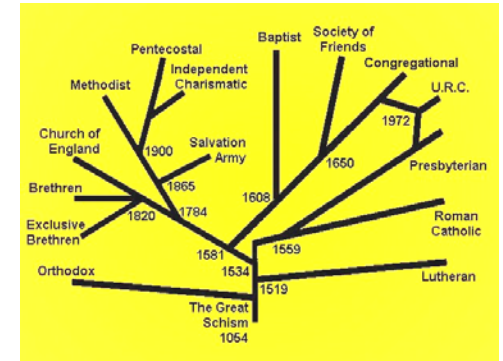 Pentecostal
Independent
Charismatic
Methodist
Church of
England
Salvation
Army
Brethren
Exclusive
Brethren
Orthodox
Baptist
Society of
Friends
Congregational
U.R.C.
Presbyterian
Roman
Catholic
Lutheran
1900
1865
1784
1820
1972
1650
1608
1581
1534
1559
1519
The Great
Schism
1054